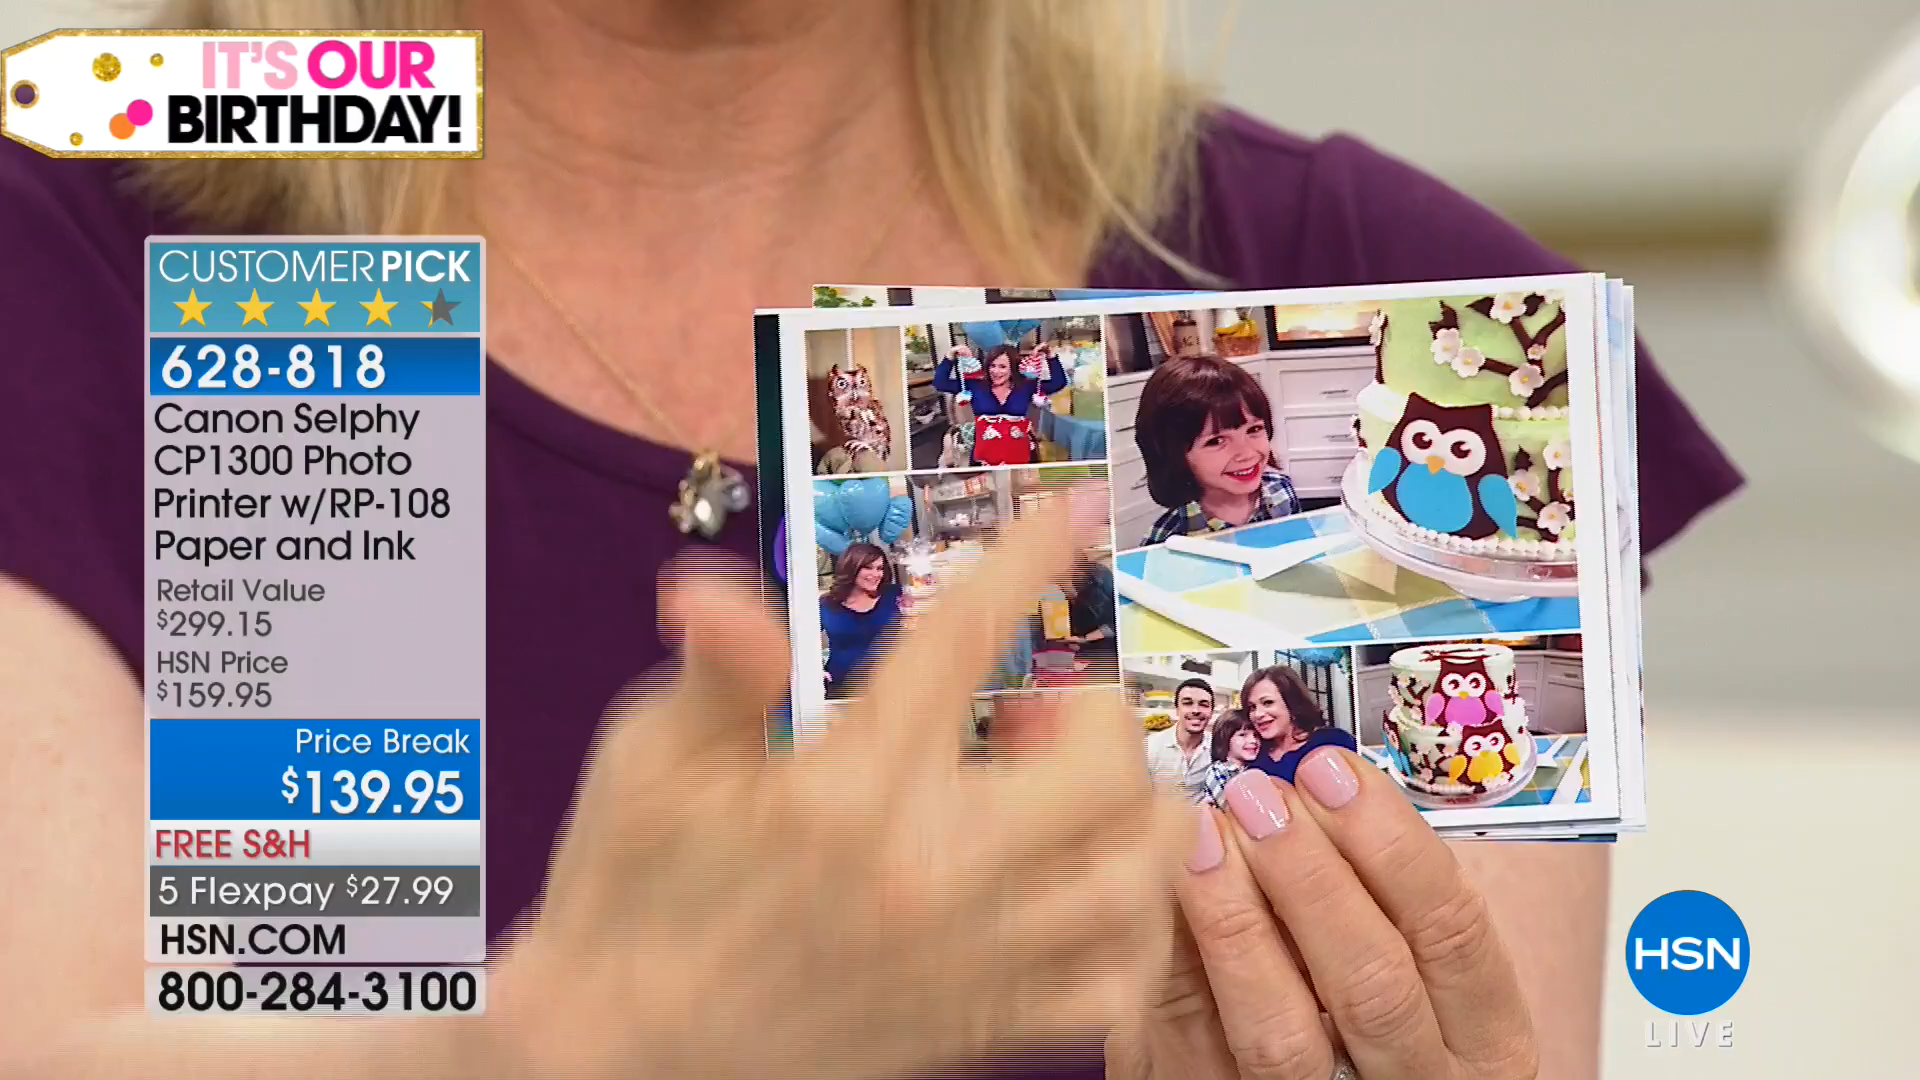 IT'S OUR
BIRTHDAY!
CUSTOMER PICK
628-818
Canon Selphy
CP1300 Photo
Printer w/RP-108
Paper and Ink
Retail Value
$299.15
HSN Price
$159.95
Price Break
$139.95
FREE S&H
5 Flexpay $27.99
HSN.COM
800-284-3100
HSN
LIVE